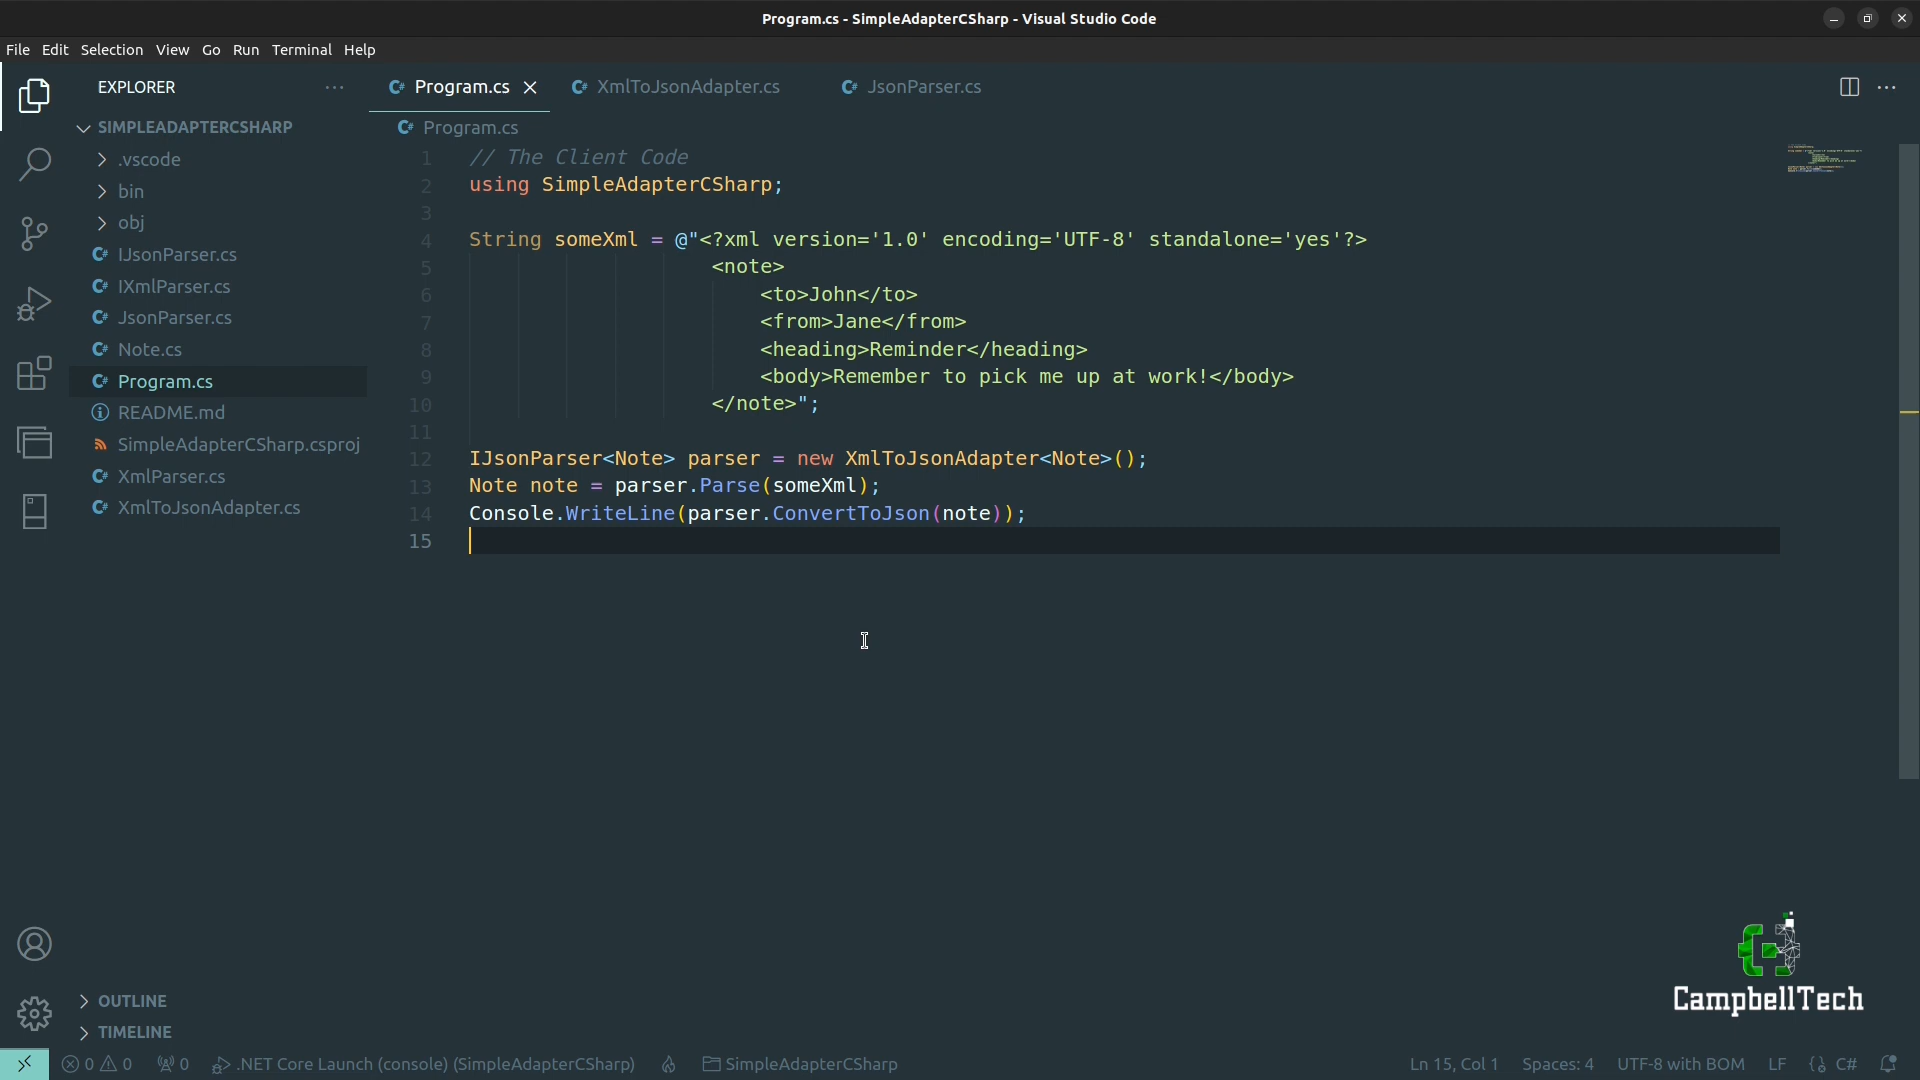 Program.cs - SimpleAdapterCSharp - Visual Studio Code
File Edit Selection View Go Run Terminal Help
EXPLORER
SIMPLEADAPTERCSHARP
.vscode
bin
obj
C# IJsonParser.cs
C# IXmlParser.cs
C# JsonParser.cs
C# Note.cs
C# Program.cs
README.md
SimpleAdapterCSharp.csproj
C# XmlParser.cs
C# XmlToJsonAdapter.cs
OUTLINE
TIMELINE
C# Program.cs C# XmlToJsonAdapter.cs C# JsonParser.cs
C# Program.cs
1 // The Client Code
2 using SimpleAdapterCSharp;
3
4 String someXml = @"<?xml version='1.0' encoding='UTF-8' standalone='yes'?>
5 <note>
6 <to>John</to>
7 <from>Jane</from>
8 <heading>Reminder</heading>
9 <body>Remember to pick me up at work!</body>
10 </note>";
11
12 IJsonParser<Note> parser = new XmlToJsonAdapter<Note>();
13 Note note = parser.Parse(someXml);
14 Console.WriteLine(parser.ConvertToJson(note));
15
CampbellTech
0 0 0 .NET Core Launch (console) (SimpleAdapterCSharp) SimpleAdapterCSharp Ln 15, Col 1 Spaces: 4 UTF-8 with BOM LF C#